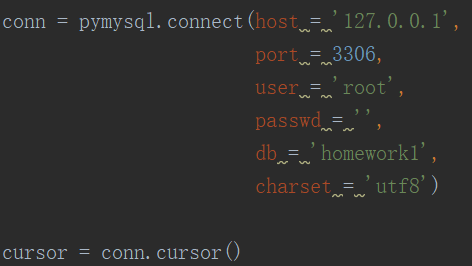 conn = pymysql.connect(host = '127.0.0.1',
port = 3306,
user = 'root',
passwd = '',
db = 'homework1',
charset = 'utf8')
cursor = conn.cursor()